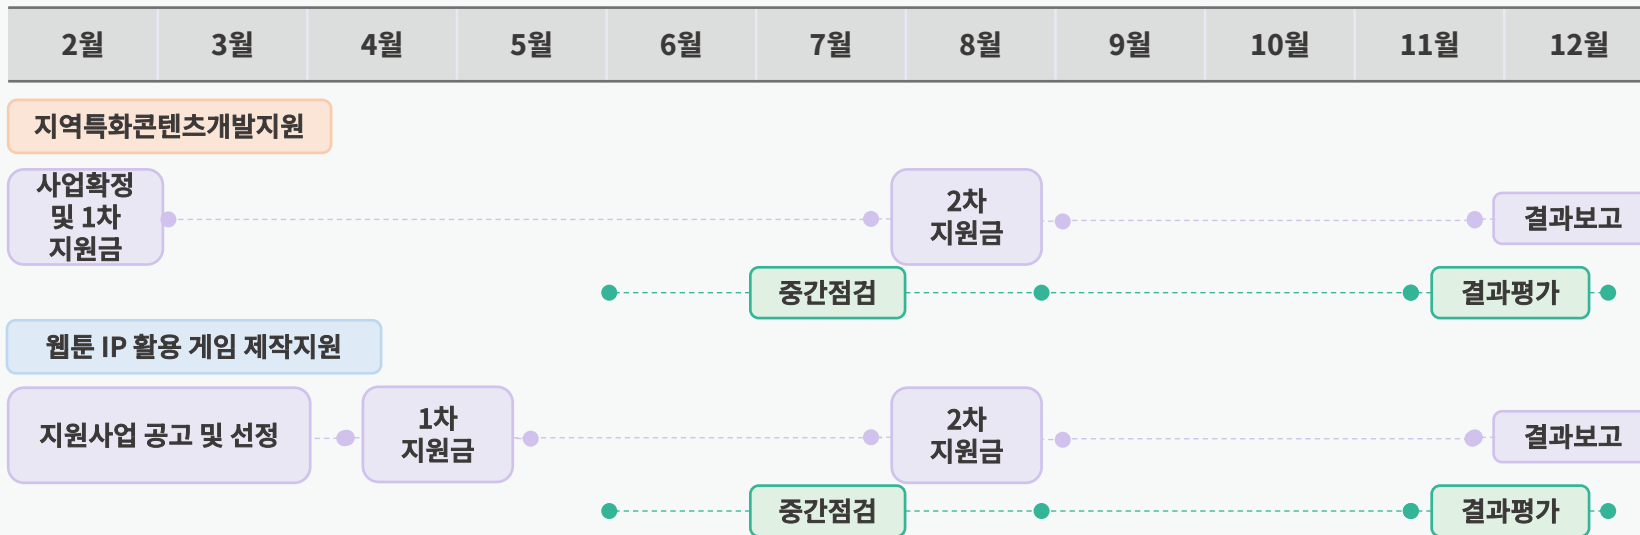 2월 3월 4월 5월 6월 7월 8월 9월 10월 11월 12월
지역특화콘텐츠개발지원
사업확정
및 1차
지원금
2차
지원금
결과보고
중간점검
결과평가
웹툰 IP 활용 게임 제작지원
지원사업 공고 및 선정
1차
지원금
2차
지원금
결과보고
중간점검
결과평가